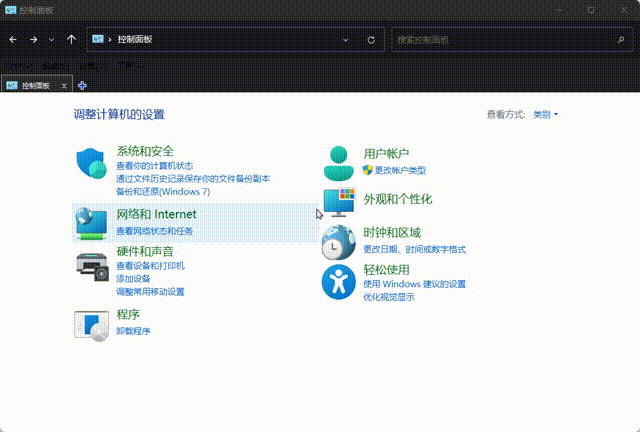 控制面板
控制面板
搜索控制面板
控制面板
调整计算机的设置
查看方式: 类别
系统和安全
查看你的计算机状态
通过文件历史记录保存你的文件备份副本
备份和还原(Windows 7)
网络和 Internet
查看网络状态和任务
硬件和声音
查看设备和打印机
添加设备
调整常用移动设置
程序
卸载程序
用户帐户
更改帐户类型
外观和个性化
时钟和区域
更改日期、时间或数字格式
轻松使用
使用 Windows 建议的设置
优化视觉显示